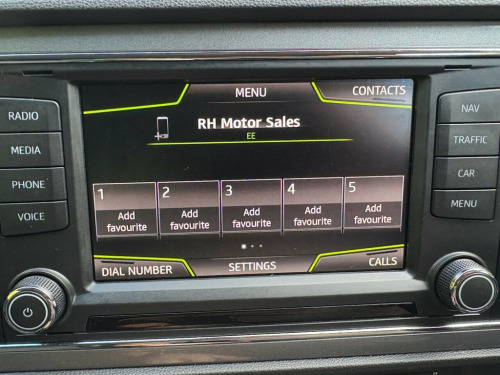 MENU
CONTACTS
RH Motor Sales
EE
1
2
3
4
5
Add favourite
Add favourite
Add favourite
Add favourite
Add favourite
DIAL NUMBER
SETTINGS
CALLS
RADIO
MEDIA
PHONE
VOICE
NAV
TRAFFIC
CAR
MENU